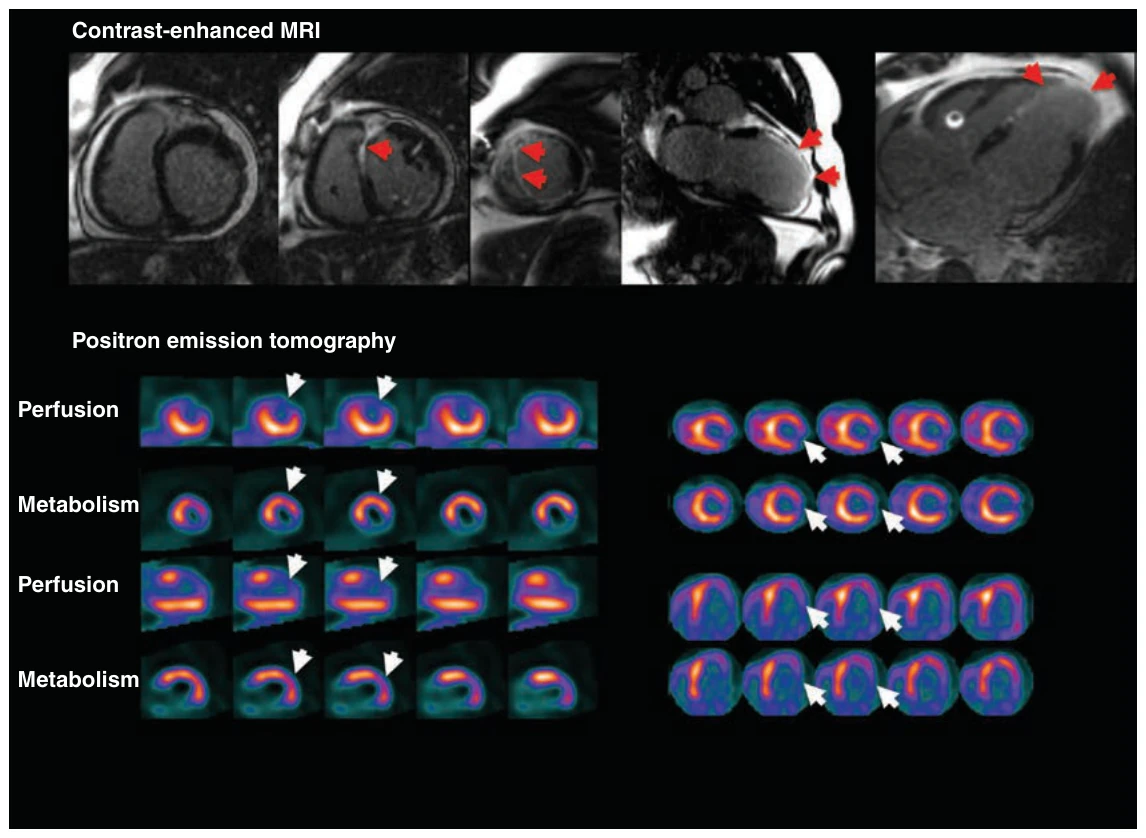 Contrast-enhanced MRI
Positron emission tomography
Perfusion
Metabolism
Perfusion
Metabolism